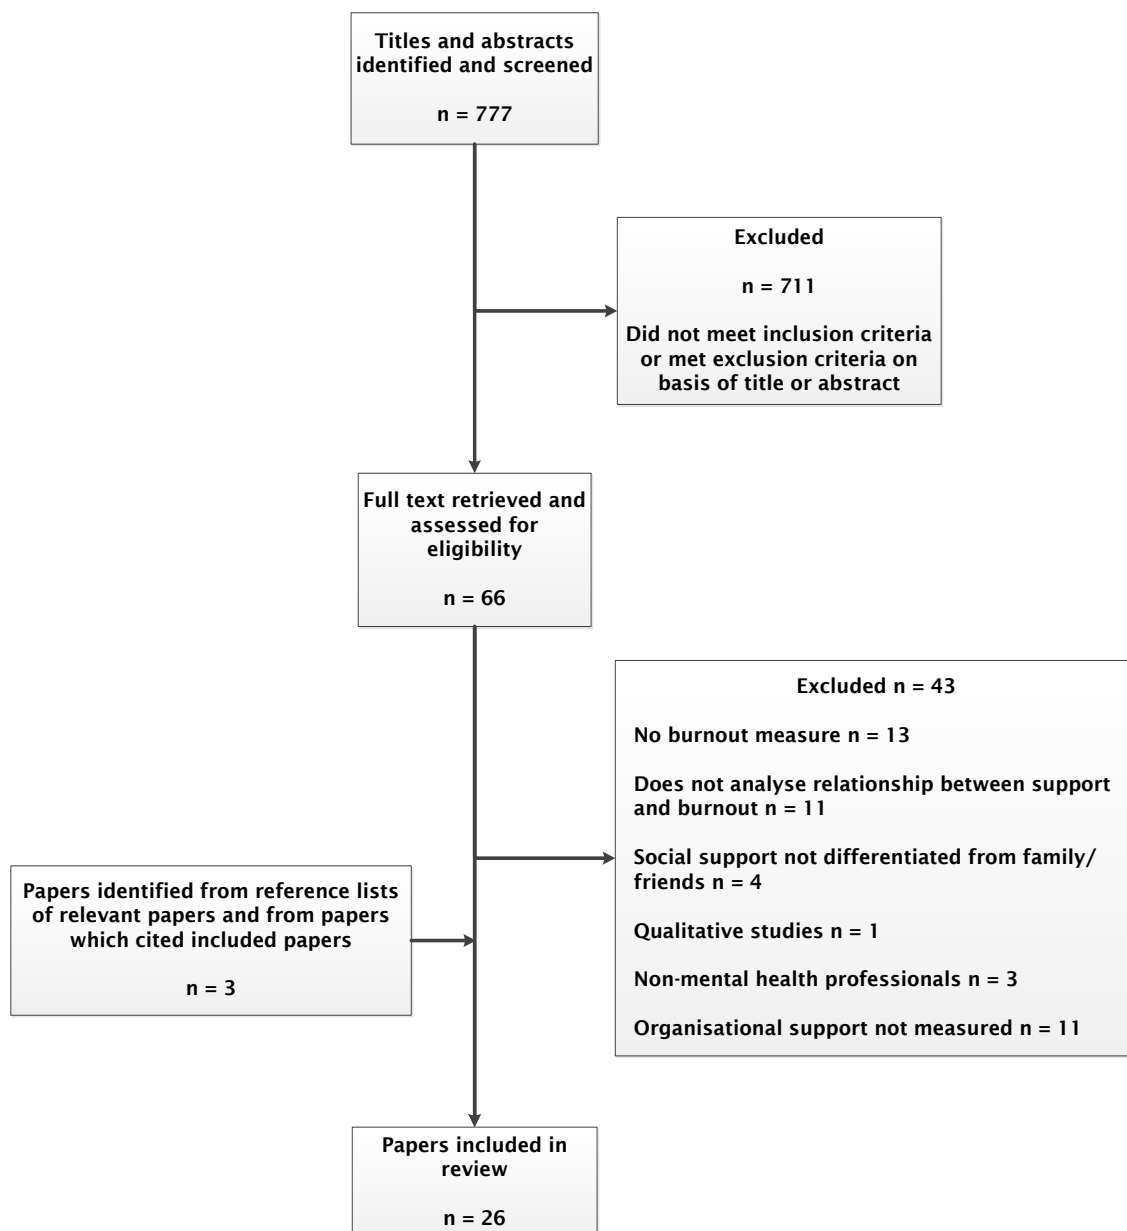 Titles and abstracts
identified and screened
n = 777
Excluded
n = 711
Did not meet inclusion criteria
or met exclusion criteria on
basis of title or abstract
Full text retrieved and
assessed for
eligibility
n = 66
Excluded n = 43
No burnout measure n = 13
Does not analyse relationship between support
and burnout n = 11
Social support not differentiated from family/
friends n = 4
Qualitative studies n = 1
Non-mental health professionals n = 3
Organisational support not measured n = 11
Papers identified from reference lists
of relevant papers and from papers
which cited included papers
n = 3
Papers included in
review
n = 26